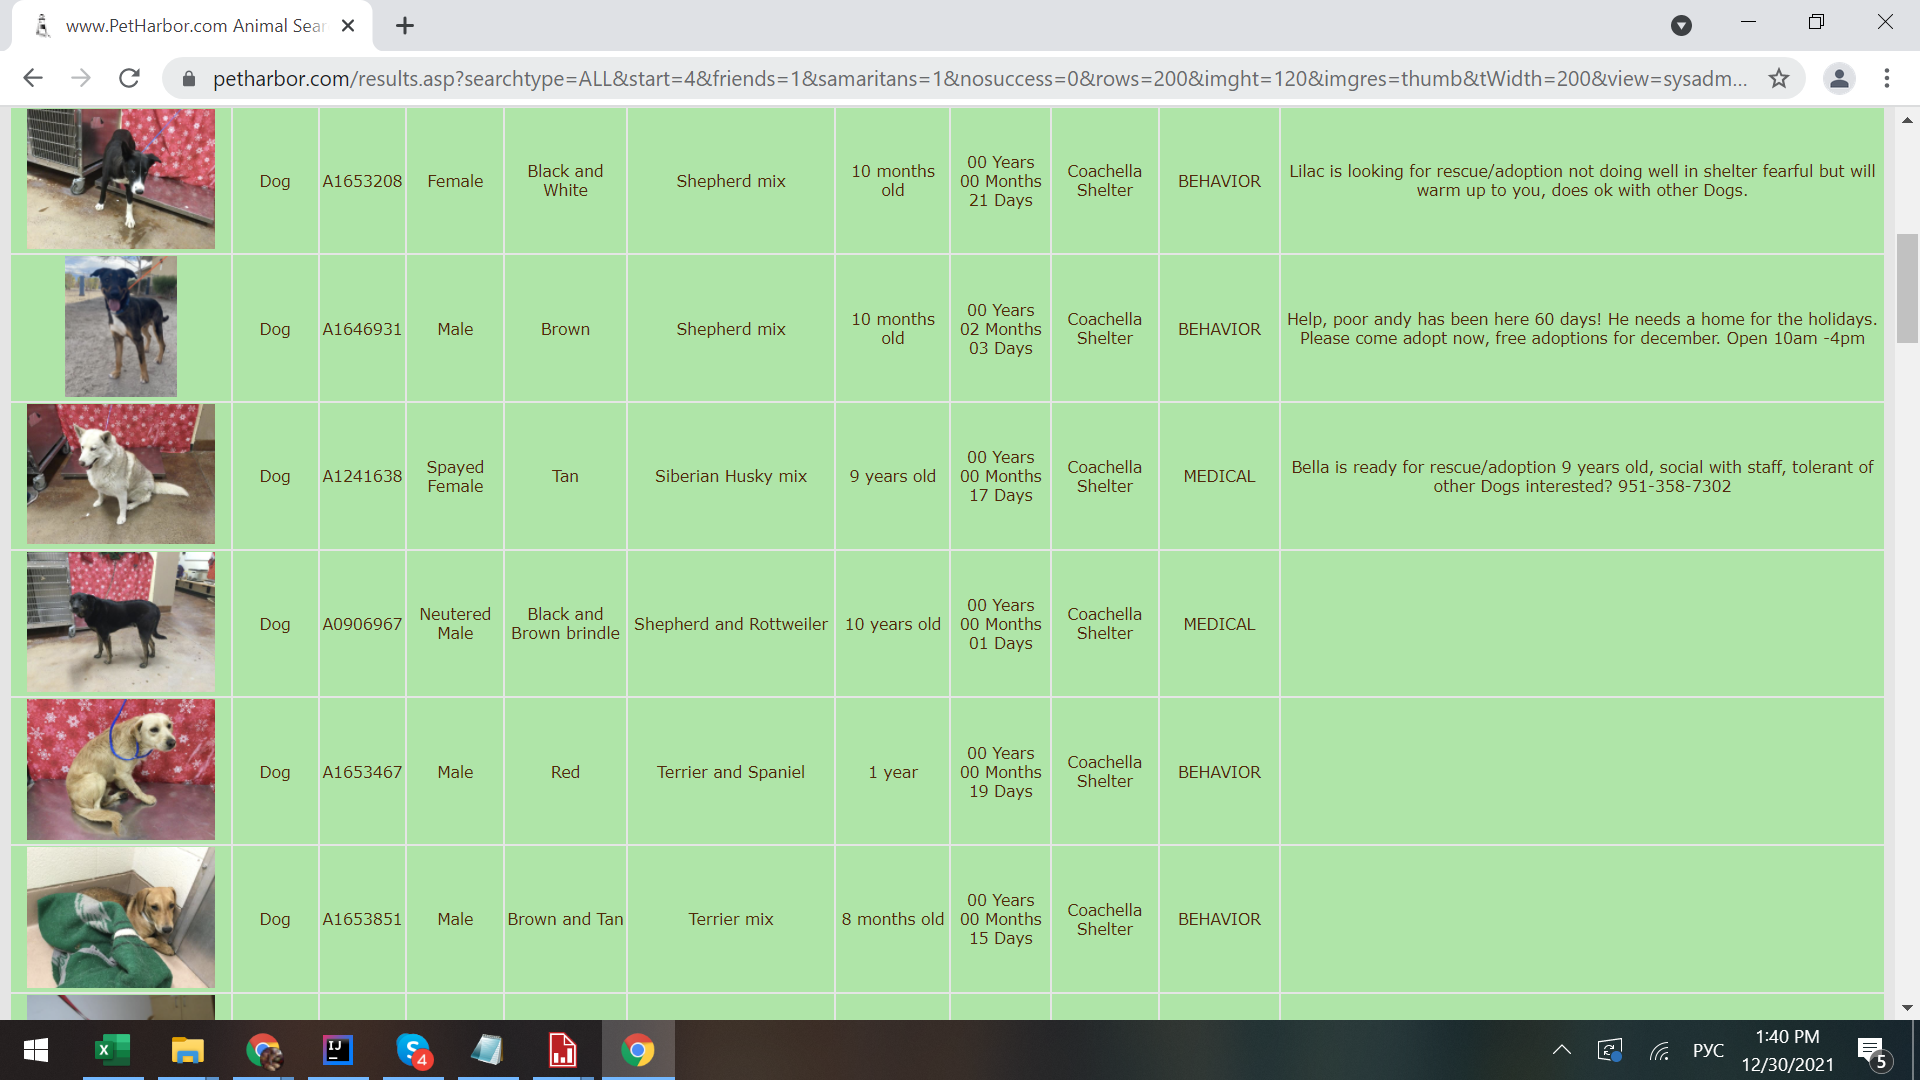 www.PetHarbor.com Animal Sear
petharbor.com/results.asp?searchtype=ALL&start=4&friends=1&samaritans=1&nosuccess=0&rows=200&imght=120&imgres=thumb&tWidth=200&view=sysadm...
Dog A1653208 Female Black and White Shepherd mix 10 months old 00 Years 00 Months 21 Days Coachella Shelter BEHAVIOR Lilac is looking for rescue/adoption not doing well in shelter fearful but will warm up to you, does ok with other Dogs.
Dog A1646931 Male Brown Shepherd mix 10 months old 00 Years 02 Months 03 Days Coachella Shelter BEHAVIOR Help, poor andy has been here 60 days! He needs a home for the holidays. Please come adopt now, free adoptions for december. Open 10am -4pm
Dog A1241638 Spayed Female Tan Siberian Husky mix 9 years old 00 Years 00 Months 17 Days Coachella Shelter MEDICAL Bella is ready for rescue/adoption 9 years old, social with staff, tolerant of other Dogs interested? 951-358-7302
Dog A0906967 Neutered Male Black and Brown brindle Shepherd and Rottweiler 10 years old 00 Years 00 Months 01 Days Coachella Shelter MEDICAL
Dog A1653467 Male Red Terrier and Spaniel 1 year 00 Years 00 Months 19 Days Coachella Shelter BEHAVIOR
Dog A1653851 Male Brown and Tan Terrier mix 8 months old 00 Years 00 Months 15 Days Coachella Shelter BEHAVIOR
IJ
S
4
РУС
1:40 PM
12/30/2021
5